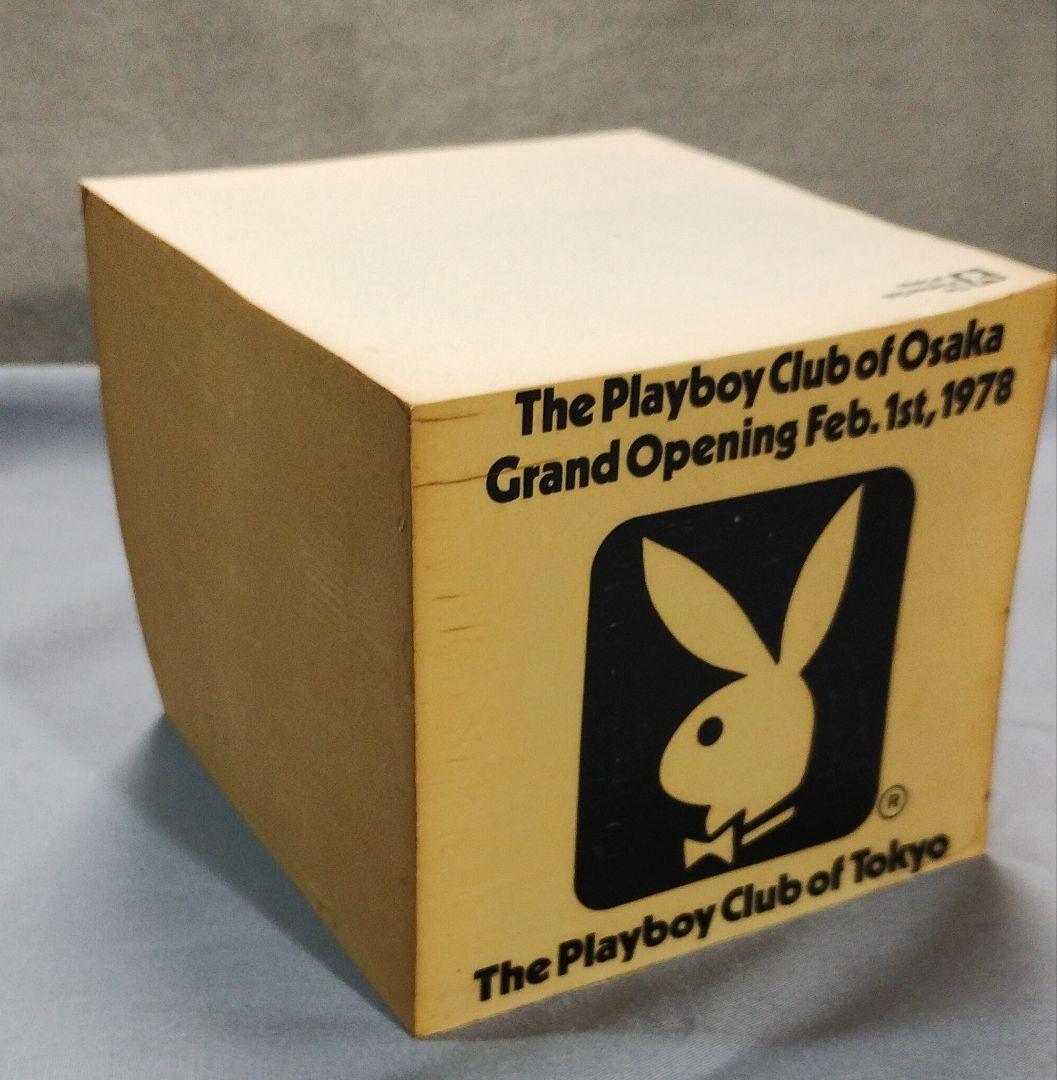 The Playboy Club of Osaka
Grand Opening Feb. 1st, 1978
®
The Playboy Club of Tokyo